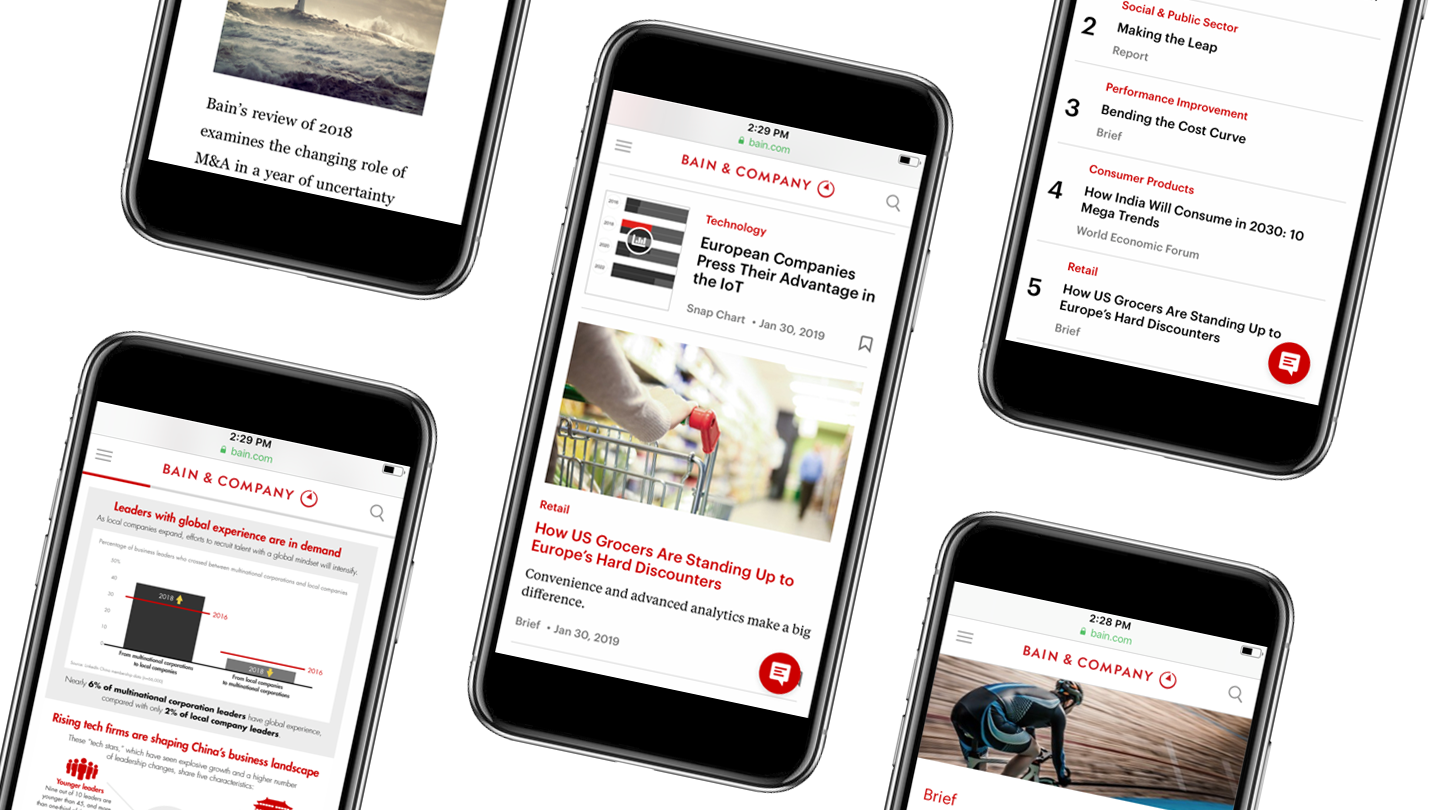 Bain's review of 2018
examines the changing role of
M&A in a year of uncertainty
2:29 PM
bain.com
BAIN & COMPANY
Technology
European Companies
Press Their Advantage in
the IoT
Snap Chart • Jan 30, 2019
Retail
How US Grocers Are Standing Up to
Europe's Hard Discounters
Convenience and advanced analytics make a big
difference.
Brief • Jan 30, 2019
Social & Public Sector
2 Making the Leap
Report
Performance Improvement
3 Bending the Cost Curve
Brief
Consumer Products
4 How India Will Consume in 2030: 10
Mega Trends
World Economic Forum
Retail
5 How US Grocers Are Standing Up to
Europe's Hard Discounters
Brief
2:29 PM
bain.com
BAIN & COMPANY
Leaders with global experience are in demand
As local companies expand, efforts to recruit talent with a global mindset will intensify.
Percentage of business leaders who crossed between multinational corporations and local companies
50%
40
30
20
10
0
2018
2016
2018
2016
From multinational corporations
to local companies
From local companies
to multinational corporations
Nearly 6% of multinational corporation leaders have global experience,
compared with only 2% of local company leaders.
Rising tech firms are shaping China's business landscape
These "tech stars," which have seen explosive growth and a higher number
of leadership changes, share five characteristics:
Younger leaders
Nine out of 10 leaders are
younger than 45, and more
2:28 PM
bain.com
BAIN & COMPANY
Brief